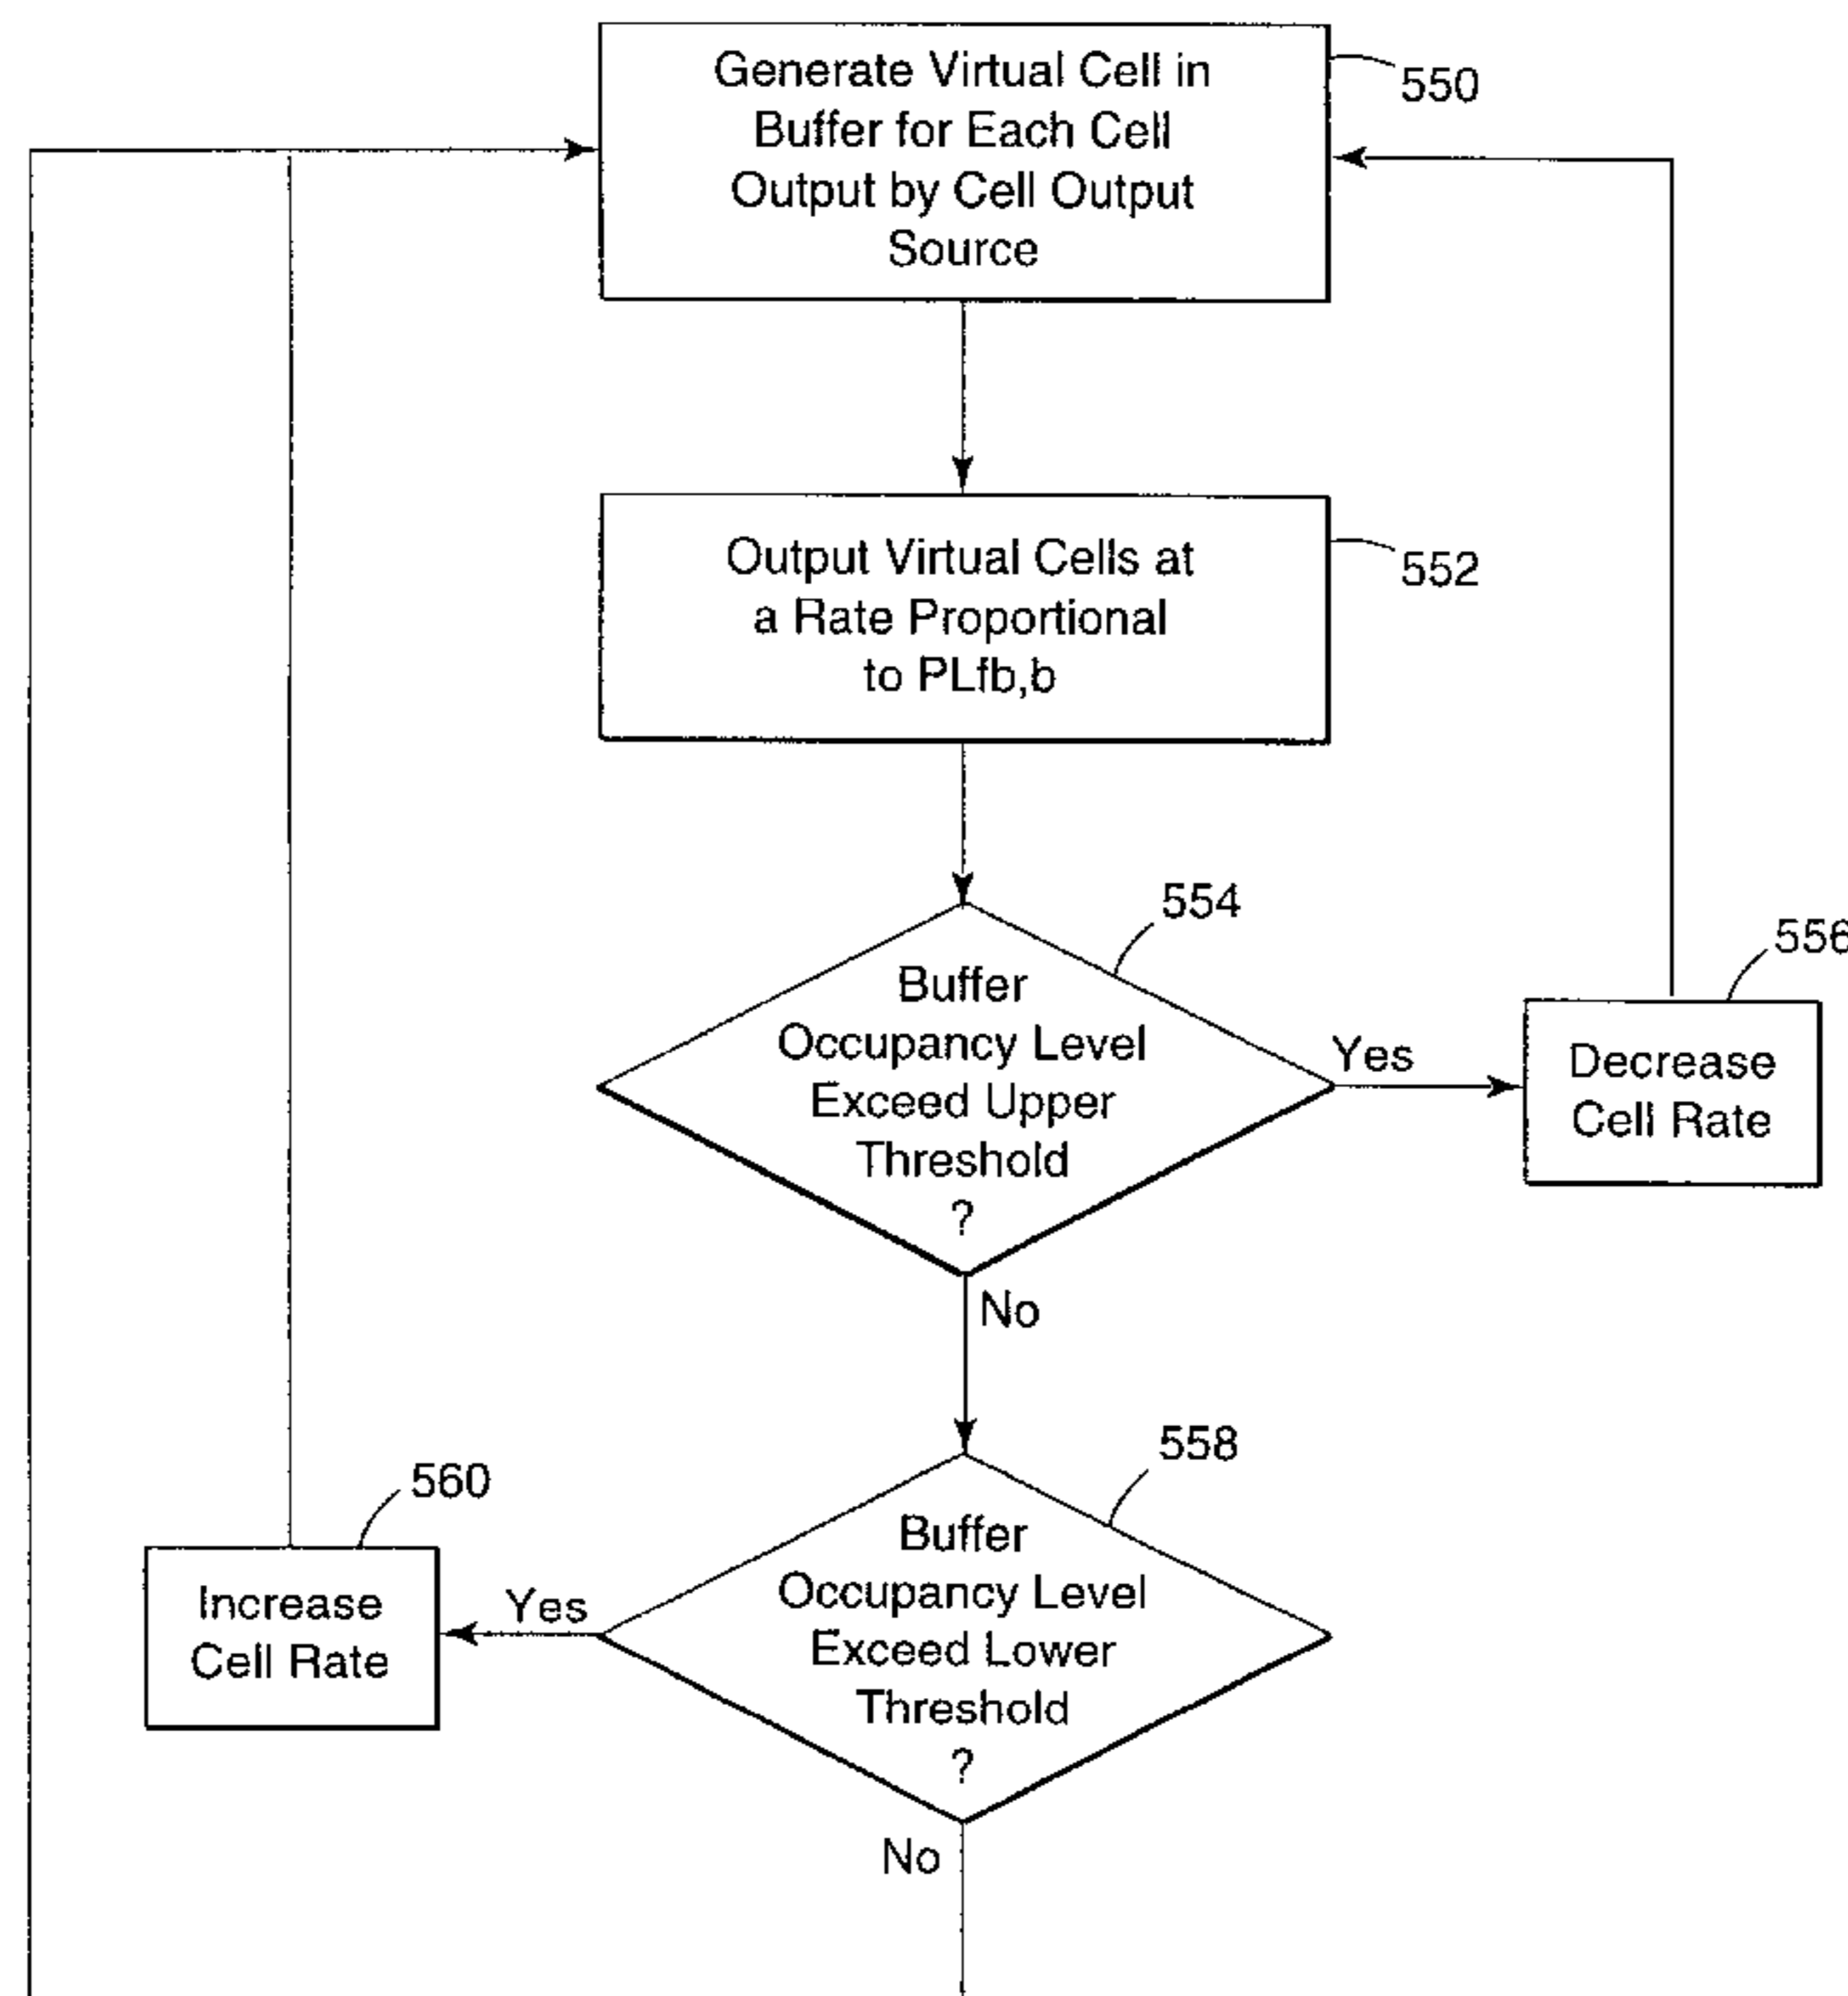 Generate Virtual Cell in
Buffer for Each Cell
Output by Cell Output
Source
550
Output Virtual Cells at
a Rate Proportional
to PLfb,b
552
554
Buffer
Occupancy Level
Exceed Upper
Threshold
?
Yes
556
Decrease
Cell Rate
No
558
Buffer
Occupancy Level
Exceed Lower
Threshold
?
Yes
560
Increase
Cell Rate
No